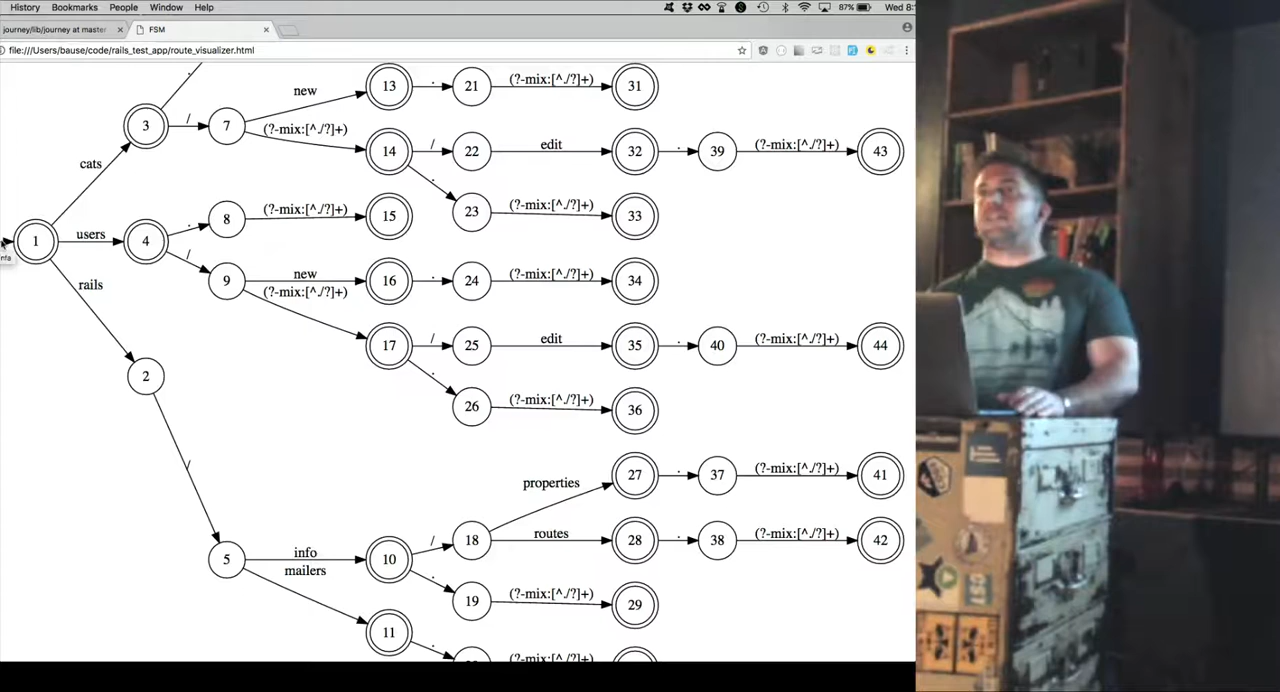 History Bookmarks People Window Help 87% Wed 8:
journey/lib/journey at master × FSM ×
file:///Users/bause/code/rails_test_app/route_visualizer.html
new 13 . 21 (?-mix:[^./?]+) 31
3 / 7 (?-mix:[^./?]+) 14 / 22 edit 32 . 39 (?-mix:[^./?]+) 43
cats
. 23 (?-mix:[^./?]+) 33
. 8 (?-mix:[^./?]+) 15
1 users 4
/ 9 new 16 . 24 (?-mix:[^./?]+) 34
rails (?-mix:[^./?]+)
17 / 25 edit 35 . 40 (?-mix:[^./?]+) 44
2
. 26 (?-mix:[^./?]+) 36
/
properties 27 . 37 (?-mix:[^./?]+) 41
5 info 10 / 18 routes 28 . 38 (?-mix:[^./?]+) 42
mailers
. 19 (?-mix:[^./?]+) 29
11 .
(?-mix:[^./?]+)